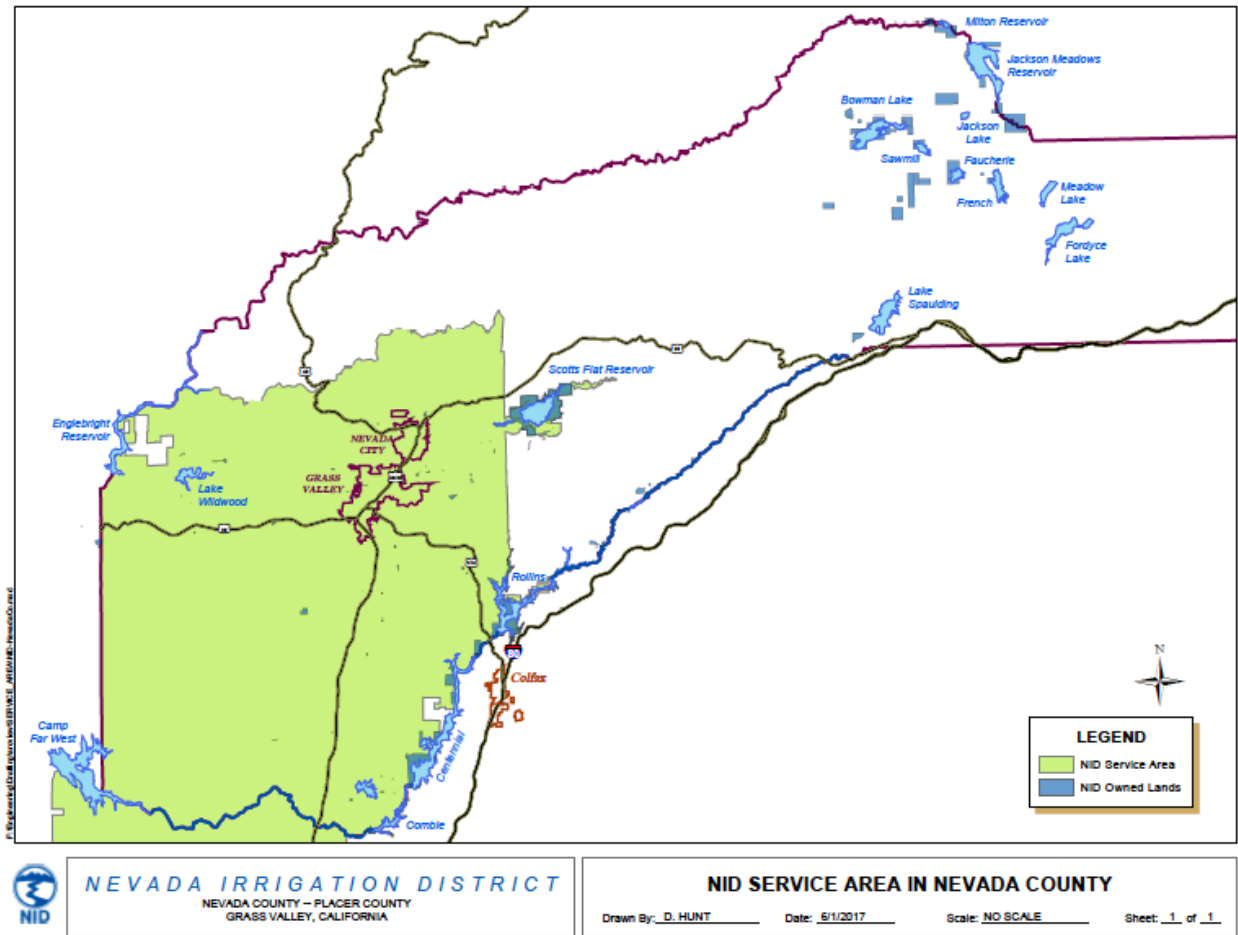 Milton Reservoir
Jackson Meadows
Reservoir
Bowman Lake
Jackson
Lake
Sawmill
Faucherie
French
Meadow
Lake
Fordyce
Lake
Lake
Spaulding
Scotts Flat Reservoir
Englebright
Reservoir
NEVADA
CITY
GRASS
VALLEY
Lake
Wildwood
Rollins
80
Colfax
N
Camp
Far West
Centennial
Combie
LEGEND
NID Service Area
NID Owned Lands
NID
NEVADA IRRIGATION DISTRICT
NEVADA COUNTY – PLACER COUNTY
GRASS VALLEY, CALIFORNIA
NID SERVICE AREA IN NEVADA COUNTY
Drawn By: D. HUNT Date: 6/1/2017 Scale: NO SCALE Sheet: 1 of 1